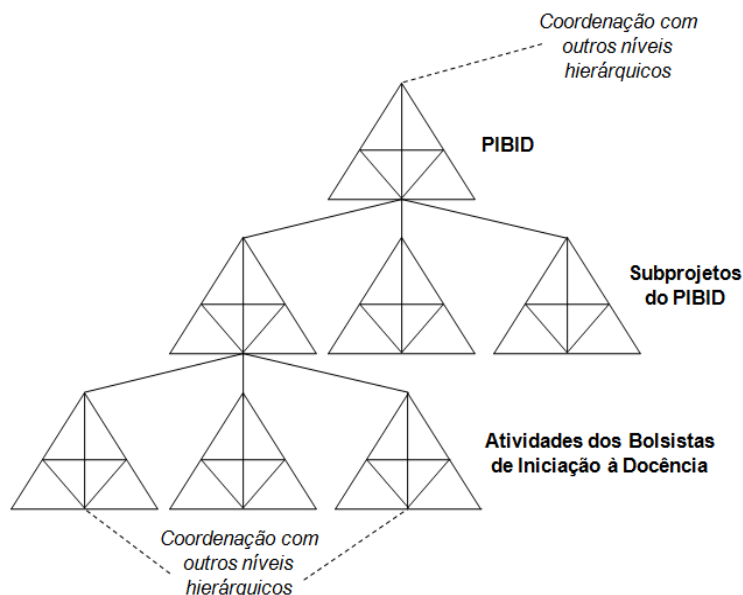 Coordenação com
outros níveis
hierárquicos
PIBID
Subprojetos
do PIBID
Atividades dos Bolsistas
de Iniciação à Docência
Coordenação com
outros níveis
hierárquicos